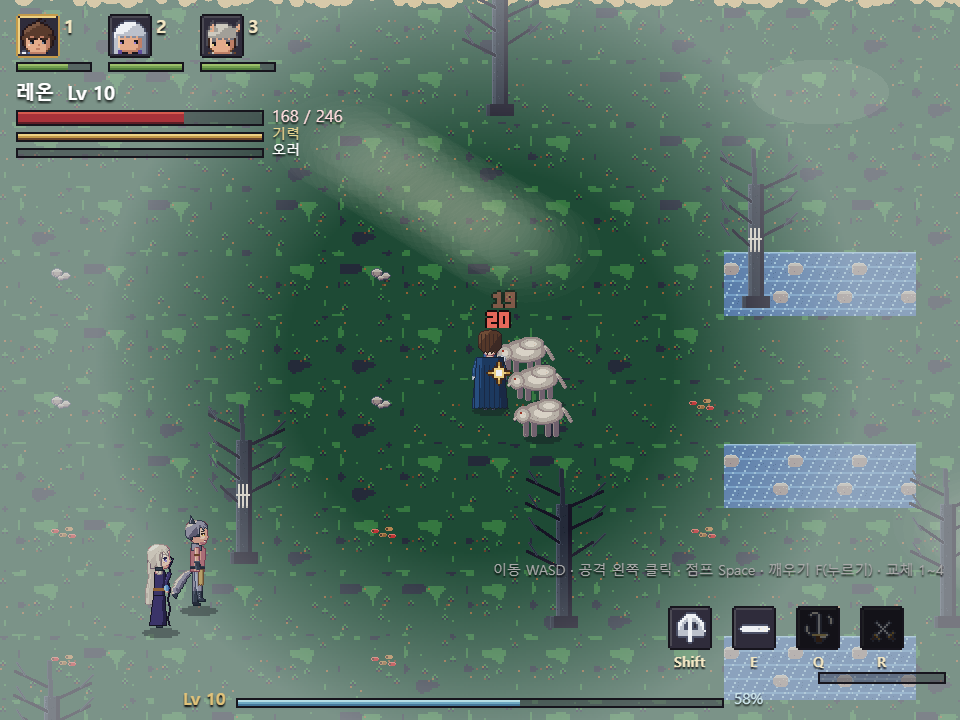 1 2 3
레온 Lv 10
168 / 246
기력
오러
19
20
이동 WASD · 공격 왼쪽 클릭 · 점프 Space · 깨우기 F(누르기) · 교체 1~4
Shift E Q R
Lv 10 58%